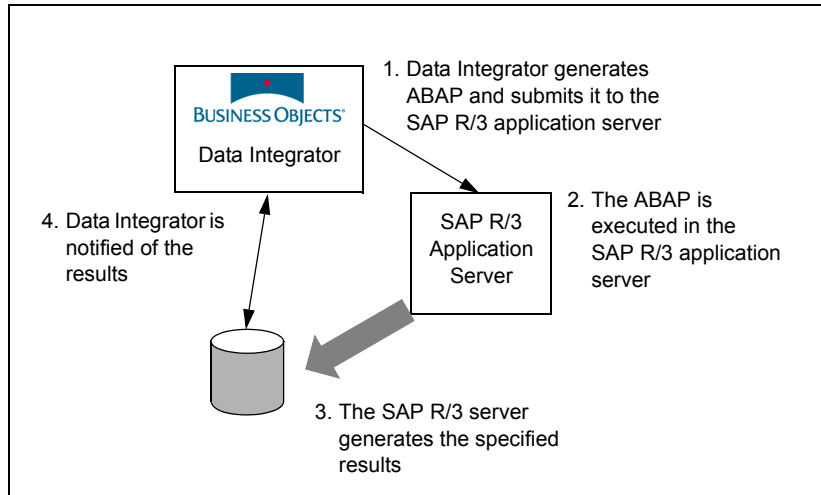 BUSINESS OBJECTS®
Data Integrator
1. Data Integrator generates
ABAP and submits it to the
SAP R/3 application server
SAP R/3
Application
Server
2. The ABAP is
executed in the
SAP R/3 application
server
3. The SAP R/3 server
generates the specified
results
4. Data Integrator is
notified of the
results